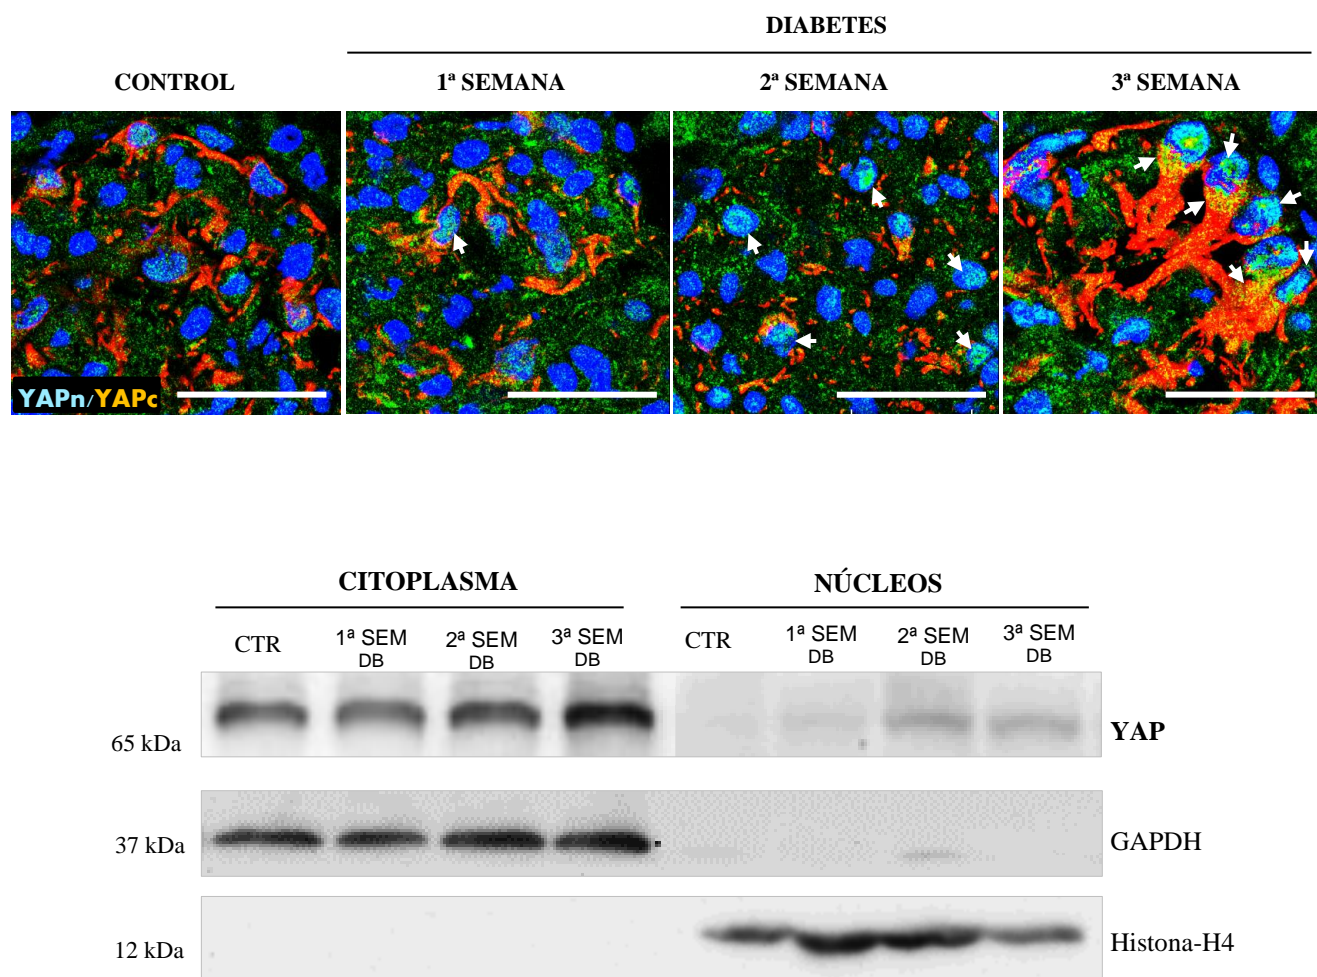 DIABETES
CONTROL
1ª SEMANA
2ª SEMANA
3ª SEMANA
YAPn/YAPc
CITOPLASMA
NÚCLEOS
CTR
1ª SEM
DB
2ª SEM
DB
3ª SEM
DB
CTR
1ª SEM
DB
2ª SEM
DB
3ª SEM
DB
65 kDa
YAP
37 kDa
GAPDH
12 kDa
Histona-H4